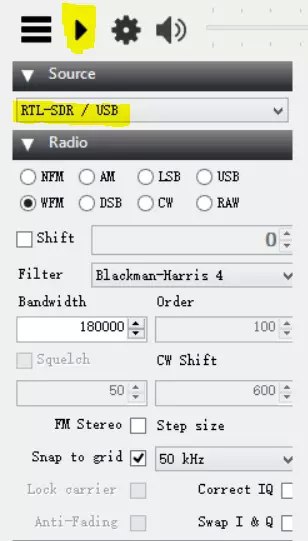 Source
RTL-SDR / USB
Radio
NFM AM LSB USB
WFM DSB CW RAW
Shift 0
Filter Blackman-Harris 4
Bandwidth Order
180000 100
Squelch CW Shift
50 600
FM Stereo Step size
Snap to grid 50 kHz
Lock carrier Correct IQ
Anti-Fading Swap I & Q